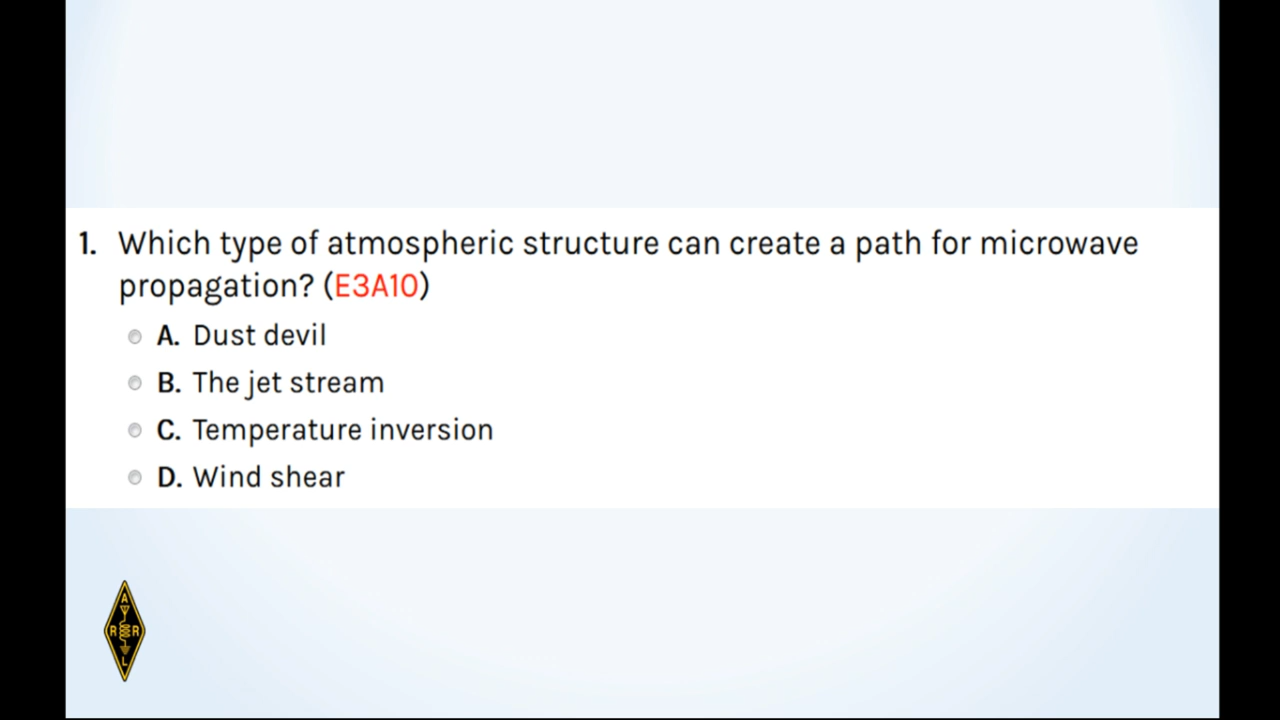 1. Which type of atmospheric structure can create a path for microwave
propagation? (E3A10)
A. Dust devil
B. The jet stream
C. Temperature inversion
D. Wind shear
A
R R
L